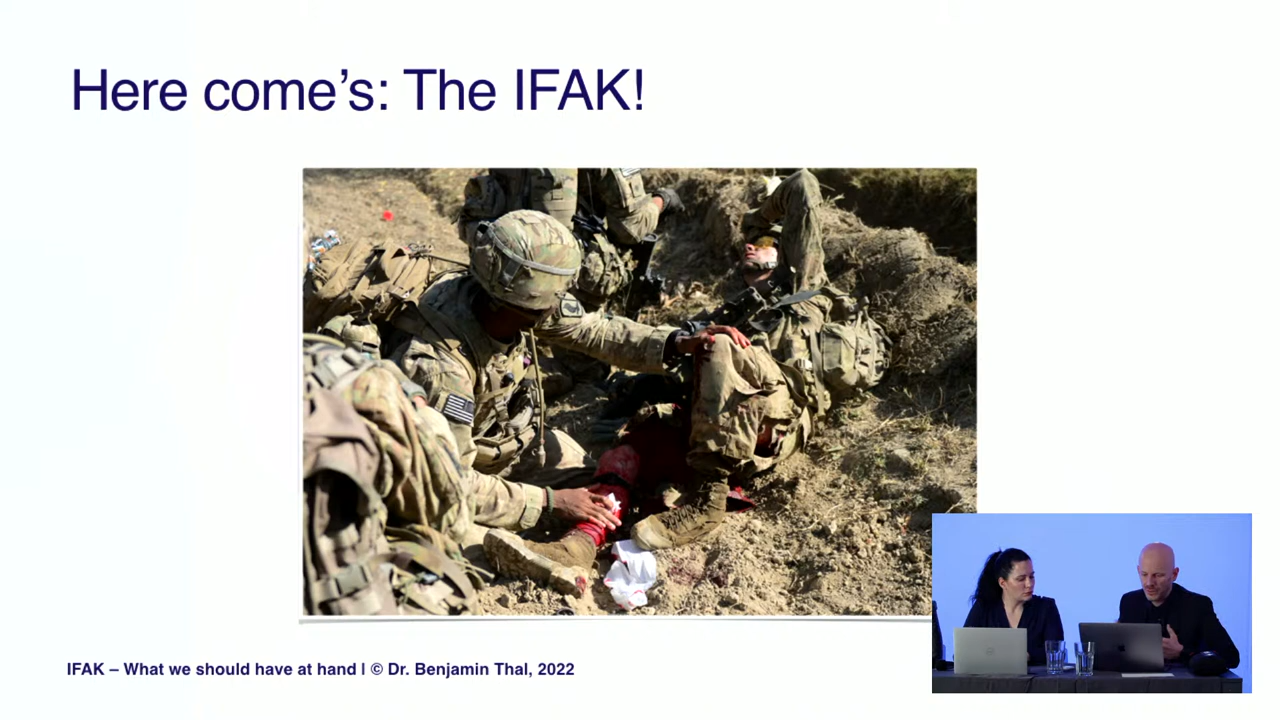 Here come’s: The IFAK!
IFAK – What we should have at hand I © Dr. Benjamin Thal, 2022